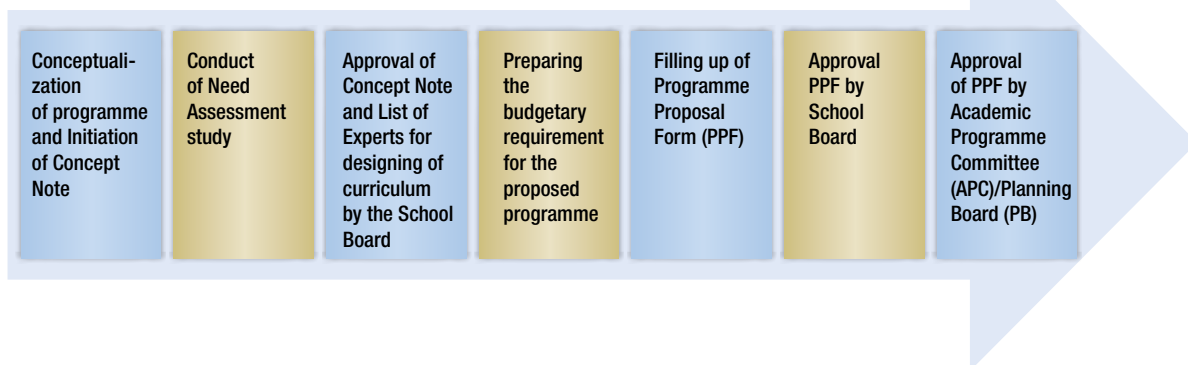 Conceptuali-
zation
of programme
and Initiation
of Concept
Note
Conduct
of Need
Assessment
study
Approval of
Concept Note
and List of
Experts for
designing of
curriculum
by the School
Board
Preparing
the
budgetary
requirement
for the
proposed
programme
Filling up of
Programme
Proposal
Form (PPF)
Approval
PPF by
School
Board
Approval
of PPF by
Academic
Programme
Committee
(APC)/Planning
Board (PB)